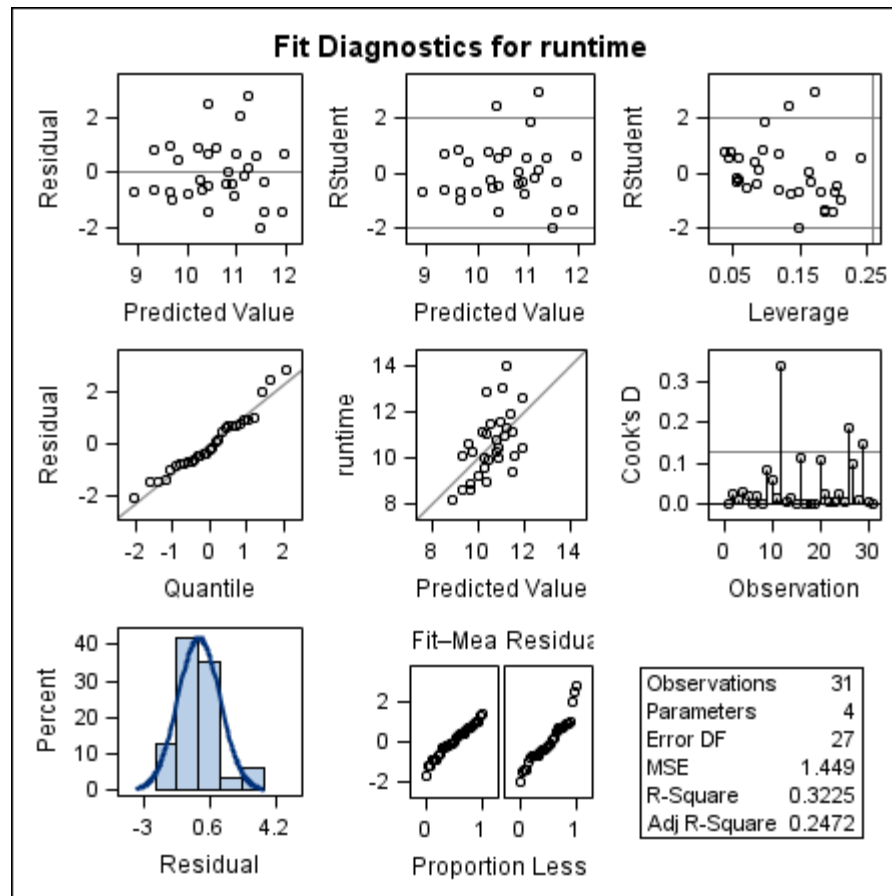 Fit Diagnostics for runtime
Residual
2
0
-2
9 10 11 12
Predicted Value
RStudent
2
0
-2
9 10 11 12
Predicted Value
RStudent
2
0
-2
0.05 0.15 0.25
Leverage
Residual
2
0
-2
-2 -1 0 1 2
Quantile
runtime
14
12
10
8
8 10 12 14
Predicted Value
Cook's D
0.3
0.2
0.1
0.0
0 10 20 30
Observation
Percent
40
30
20
10
0
-3 0.6 4.2
Residual
Fit–Mea Residua
2
0
-2
0 1 0 1
Proportion Less
Observations 31
Parameters 4
Error DF 27
MSE 1.449
R-Square 0.3225
Adj R-Square 0.2472